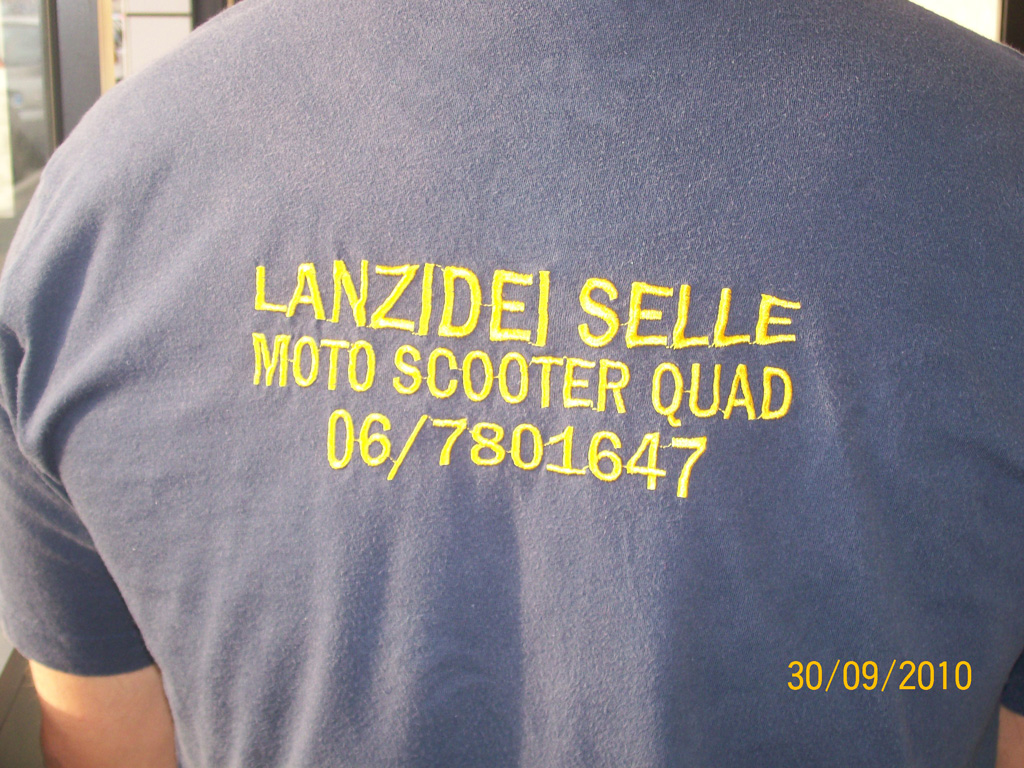 LANZIDEI SELLE
MOTO SCOOTER QUAD
06/7801647
30/09/2010